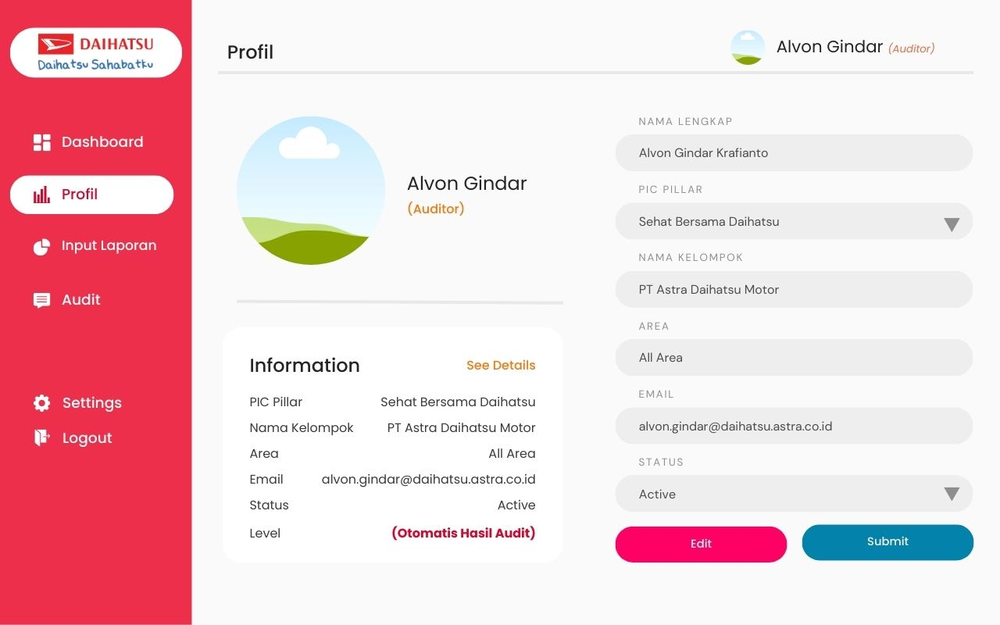 DAIHATSU
Daihatsu Sahabatku
Dashboard
Profil
Input Laporan
Audit
Settings
Logout
Profil
Alvon Gindar (Auditor)
Alvon Gindar
(Auditor)
Information See Details
PIC Pillar Sehat Bersama Daihatsu
Nama Kelompok PT Astra Daihatsu Motor
Area All Area
Email alvon.gindar@daihatsu.astra.co.id
Status Active
Level (Otomatis Hasil Audit)
NAMA LENGKAP
Alvon Gindar Krafianto
PIC PILLAR
Sehat Bersama Daihatsu
NAMA KELOMPOK
PT Astra Daihatsu Motor
AREA
All Area
EMAIL
alvon.gindar@daihatsu.astra.co.id
STATUS
Active
Edit Submit